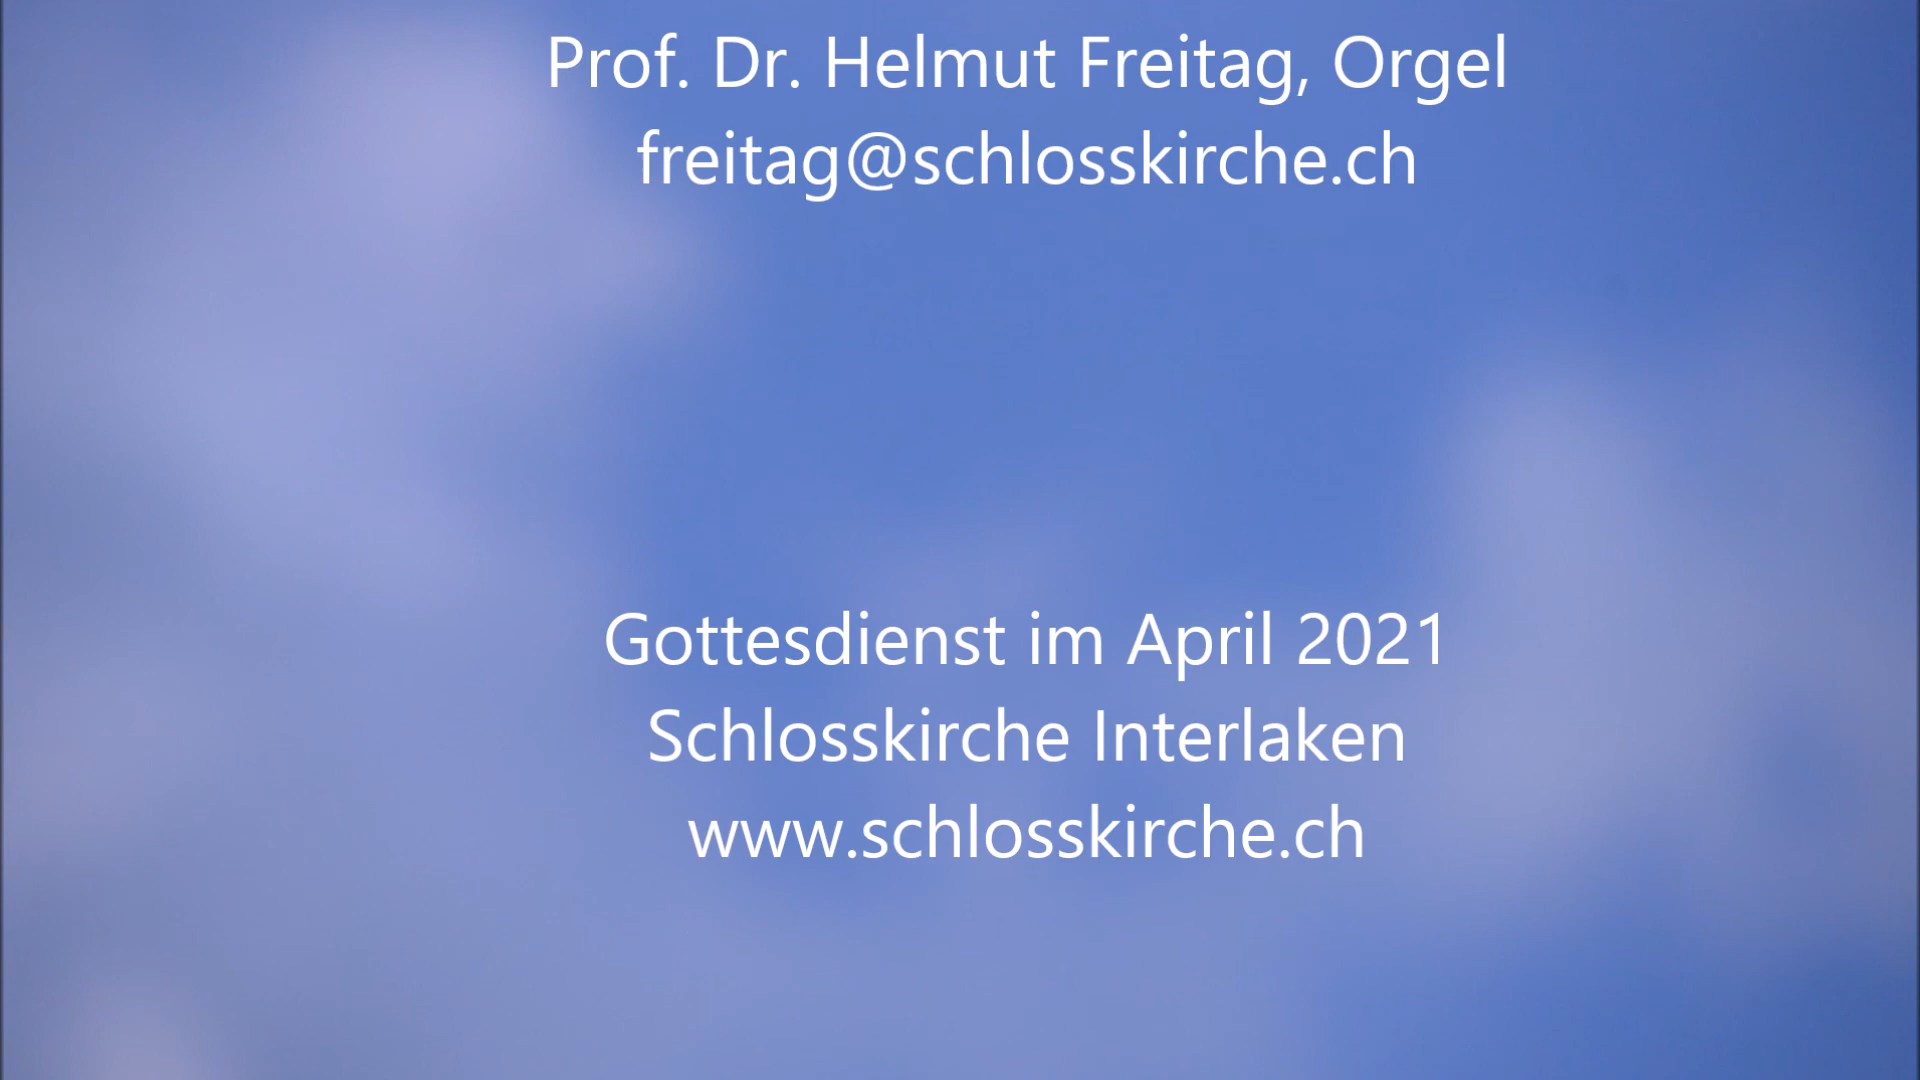 Prof. Dr. Helmut Freitag, Orgel
freitag@schlosskirche.ch
Gottesdienst im April 2021
Schlosskirche Interlaken
www.schlosskirche.ch